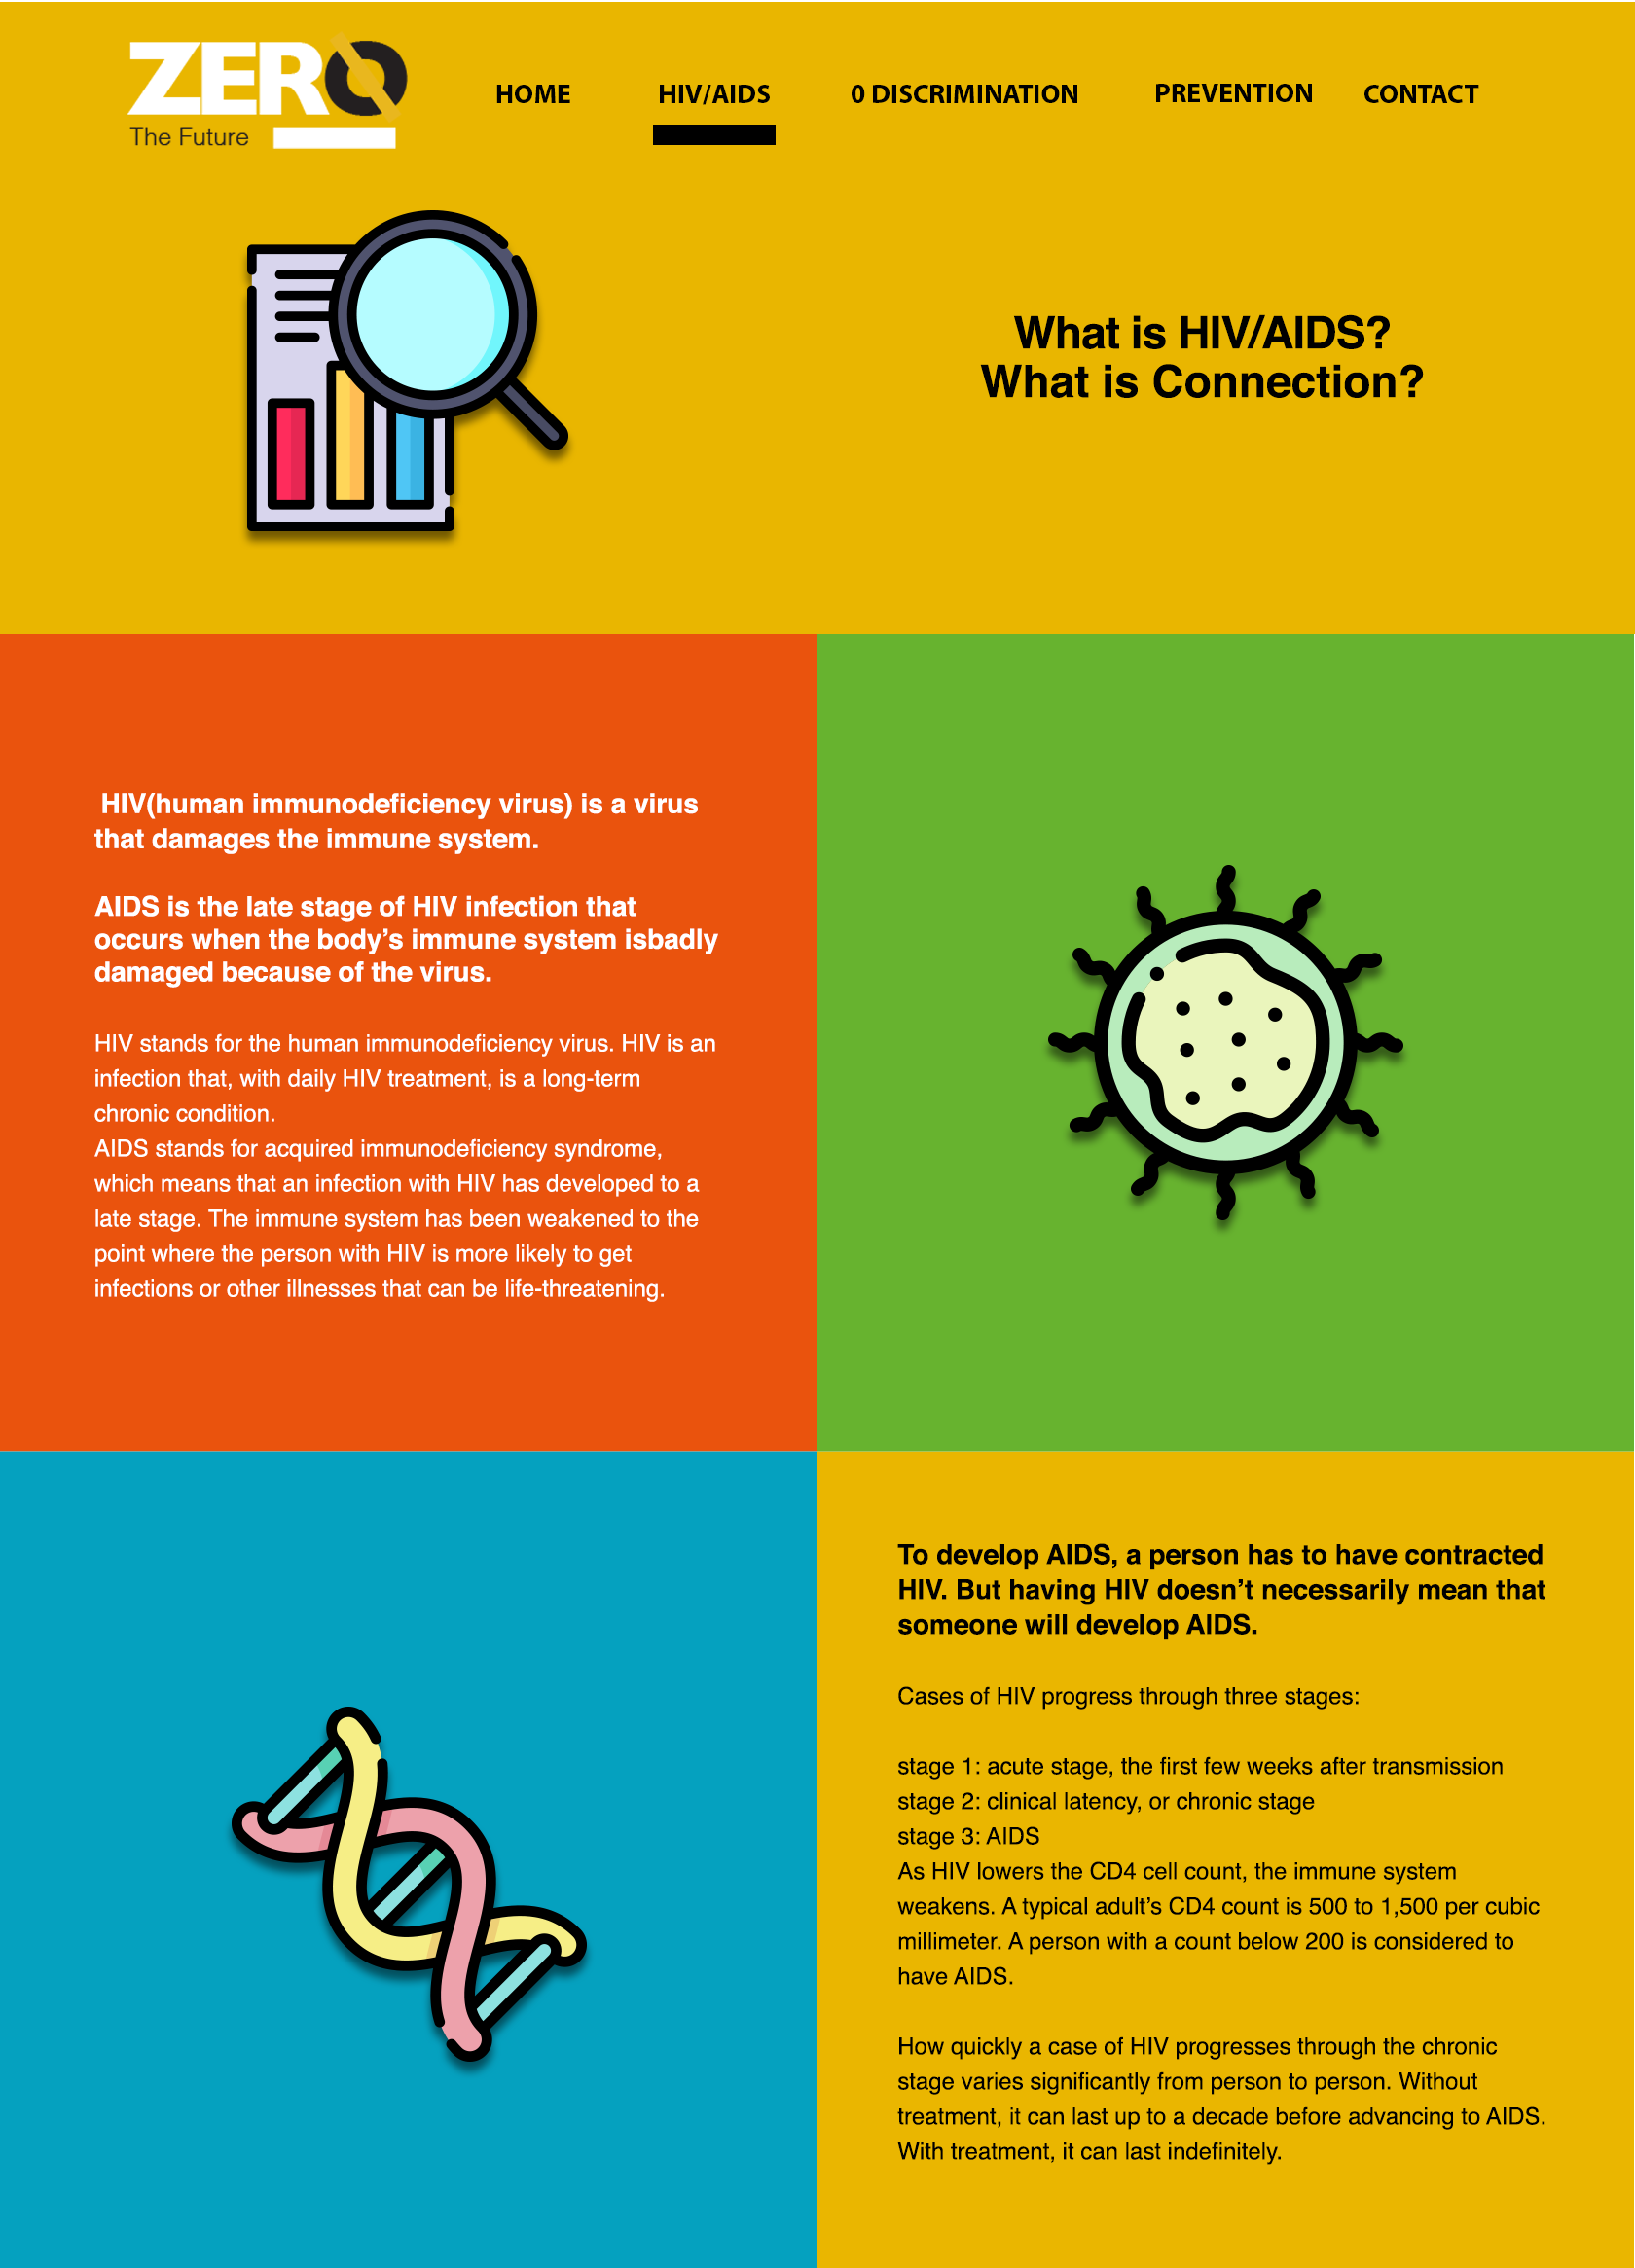 ZERO
The Future
HOME
HIV/AIDS
0 DISCRIMINATION
PREVENTION
CONTACT
What is HIV/AIDS?
What is Connection?
HIV(human immunodeficiency virus) is a virus
that damages the immune system.
AIDS is the late stage of HIV infection that
occurs when the body’s immune system isbadly
damaged because of the virus.
HIV stands for the human immunodeficiency virus. HIV is an
infection that, with daily HIV treatment, is a long-term
chronic condition.
AIDS stands for acquired immunodeficiency syndrome,
which means that an infection with HIV has developed to a
late stage. The immune system has been weakened to the
point where the person with HIV is more likely to get
infections or other illnesses that can be life-threatening.
To develop AIDS, a person has to have contracted
HIV. But having HIV doesn’t necessarily mean that
someone will develop AIDS.
Cases of HIV progress through three stages:
stage 1: acute stage, the first few weeks after transmission
stage 2: clinical latency, or chronic stage
stage 3: AIDS
As HIV lowers the CD4 cell count, the immune system
weakens. A typical adult’s CD4 count is 500 to 1,500 per cubic
millimeter. A person with a count below 200 is considered to
have AIDS.
How quickly a case of HIV progresses through the chronic
stage varies significantly from person to person. Without
treatment, it can last up to a decade before advancing to AIDS.
With treatment, it can last indefinitely.